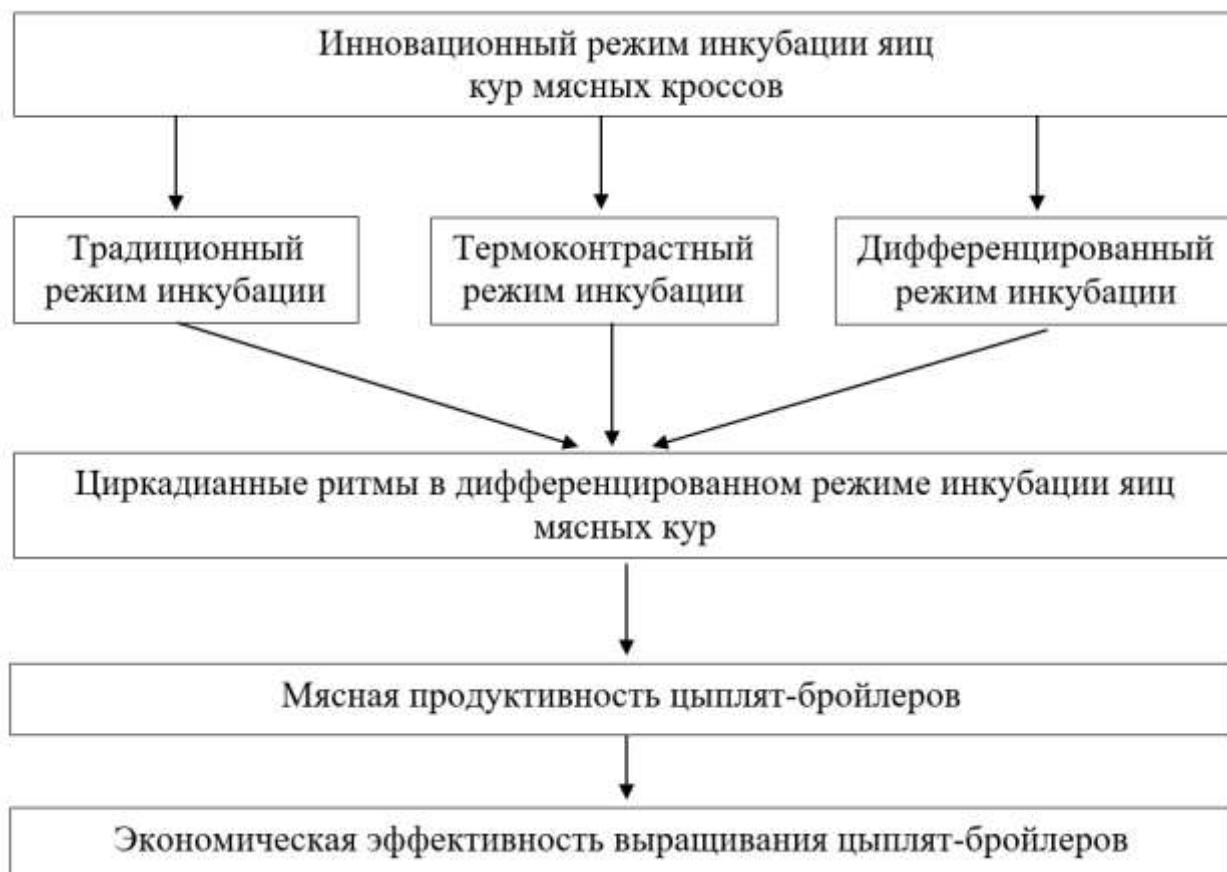 Инновационный режим инкубации яиц
кур мясных кроссов
Традиционный
режим инкубации
Термоконтрастный
режим инкубации
Дифференцированный
режим инкубации
Циркадианные ритмы в дифференцированном режиме инкубации яиц
мясных кур
Мясная продуктивность цыплят-бройлеров
Экономическая эффективность выращивания цыплят-бройлеров